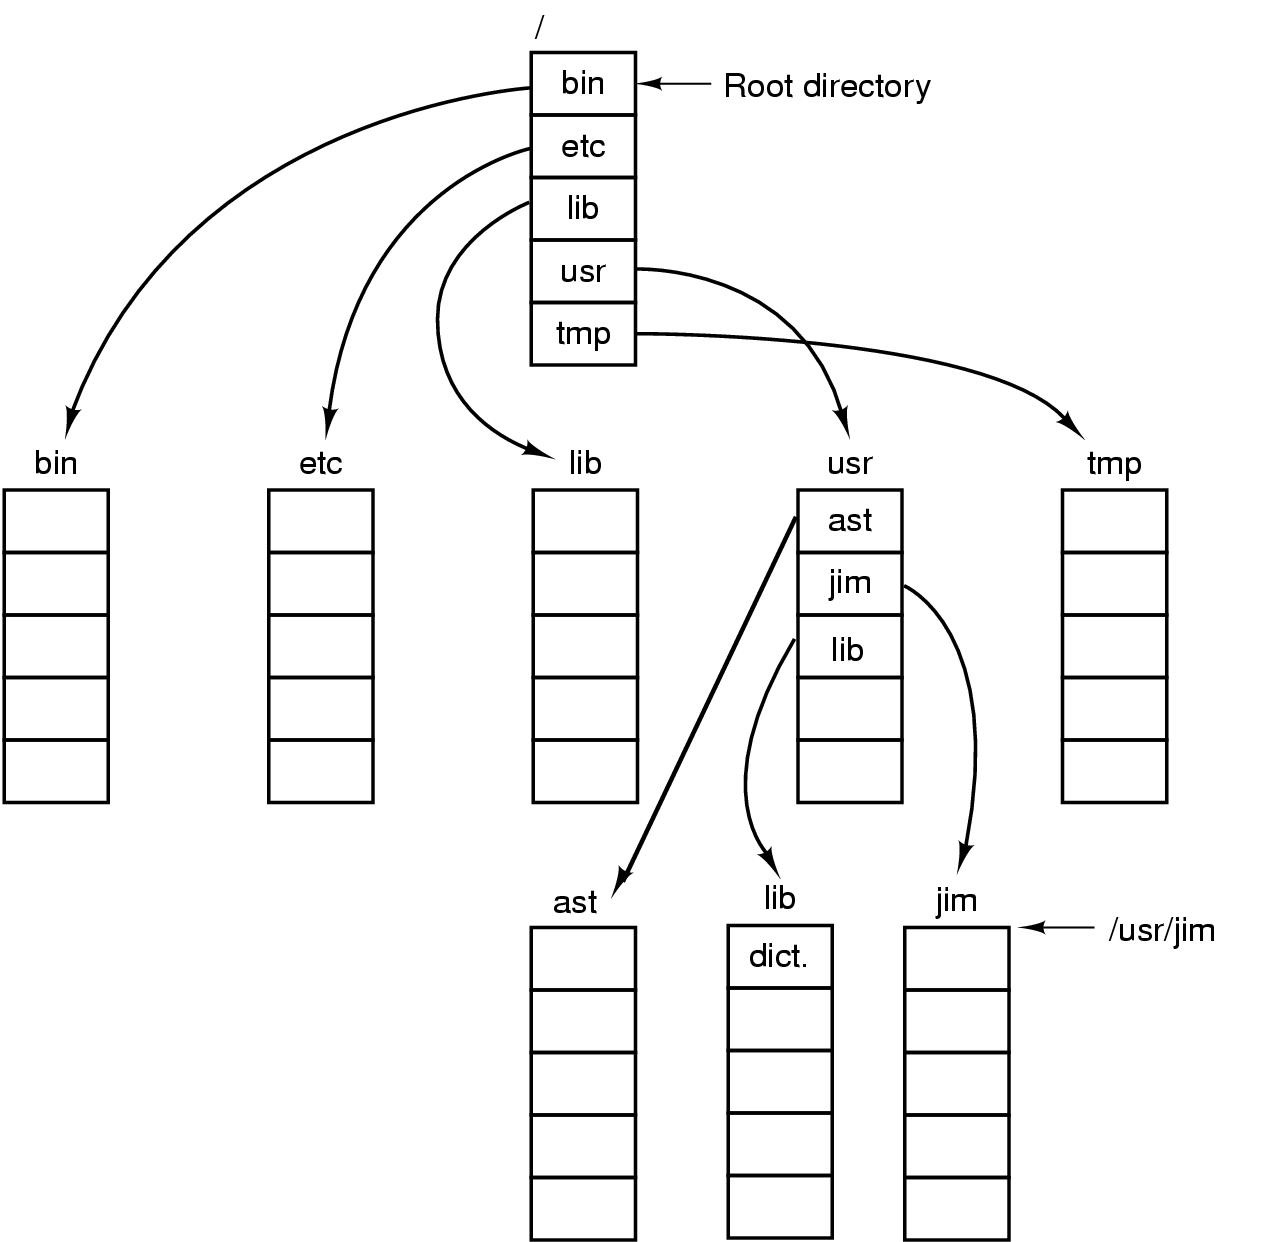 /
bin
Root directory
etc
lib
usr
tmp
bin
etc
lib
usr
tmp
ast
jim
lib
ast
lib
jim
/usr/jim
dict.